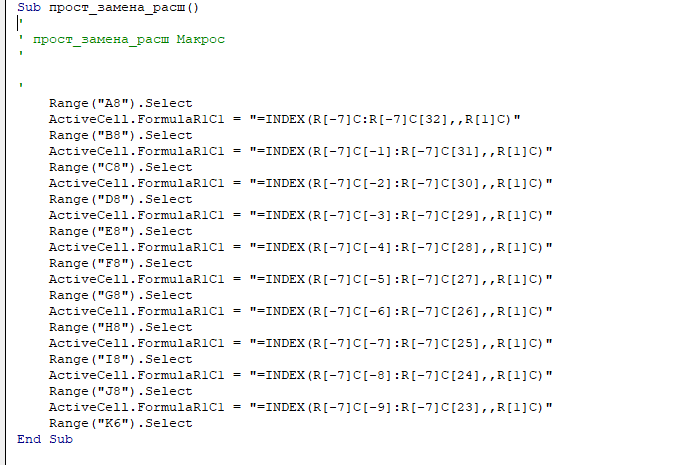 Sub прост_замена_расш()
'
' прост_замена_расш Макрос
'
'
Range("A8").Select
ActiveCell.FormulaR1C1 = "=INDEX(R[-7]C:R[-7]C[32],,R[1]C)"
Range("B8").Select
ActiveCell.FormulaR1C1 = "=INDEX(R[-7]C[-1]:R[-7]C[31],,R[1]C)"
Range("C8").Select
ActiveCell.FormulaR1C1 = "=INDEX(R[-7]C[-2]:R[-7]C[30],,R[1]C)"
Range("D8").Select
ActiveCell.FormulaR1C1 = "=INDEX(R[-7]C[-3]:R[-7]C[29],,R[1]C)"
Range("E8").Select
ActiveCell.FormulaR1C1 = "=INDEX(R[-7]C[-4]:R[-7]C[28],,R[1]C)"
Range("F8").Select
ActiveCell.FormulaR1C1 = "=INDEX(R[-7]C[-5]:R[-7]C[27],,R[1]C)"
Range("G8").Select
ActiveCell.FormulaR1C1 = "=INDEX(R[-7]C[-6]:R[-7]C[26],,R[1]C)"
Range("H8").Select
ActiveCell.FormulaR1C1 = "=INDEX(R[-7]C[-7]:R[-7]C[25],,R[1]C)"
Range("I8").Select
ActiveCell.FormulaR1C1 = "=INDEX(R[-7]C[-8]:R[-7]C[24],,R[1]C)"
Range("J8").Select
ActiveCell.FormulaR1C1 = "=INDEX(R[-7]C[-9]:R[-7]C[23],,R[1]C)"
Range("K6").Select
End Sub